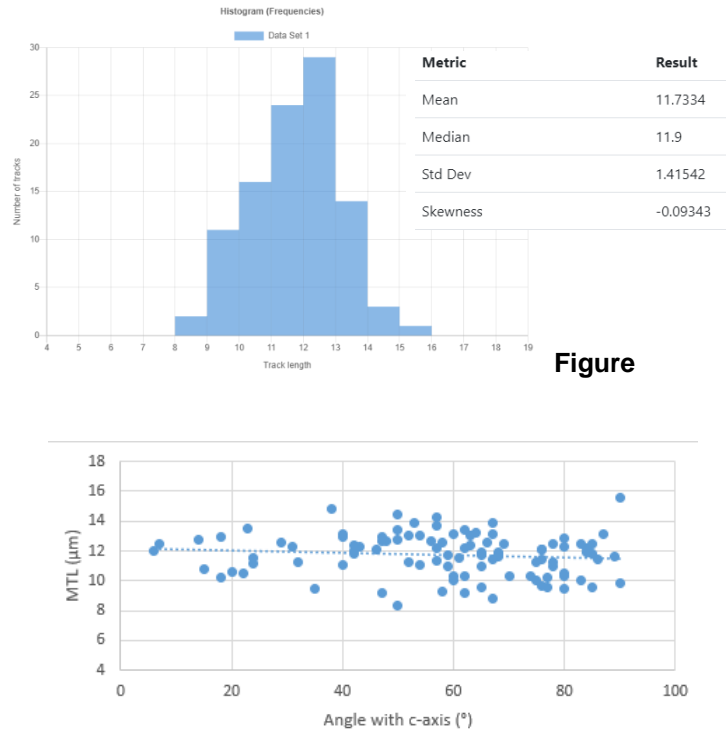 Histogram (Frequencies)
Data Set 1
Number of tracks
30
25
20
15
10
5
0
4 5 6 7 8 9 10 11 12 13 14 15 16 17 18 19
Track length
Metric Result
Mean 11.7334
Median 11.9
Std Dev 1.41542
Skewness -0.09343
Figure
MTL (µm)
18
16
14
12
10
8
6
4
0 20 40 60 80 100
Angle with c-axis (°)